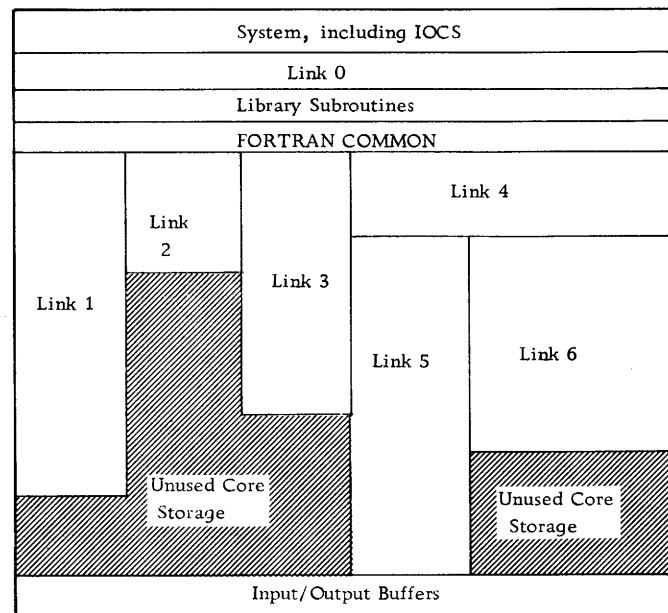 System, including IOCS
Link 0
Library Subroutines
FORTRAN COMMON
Link 1
Link
2
Link 3
Link 4
Link 5
Link 6
Unused Core
Storage
Unused Core
Storage
Input/Output Buffers